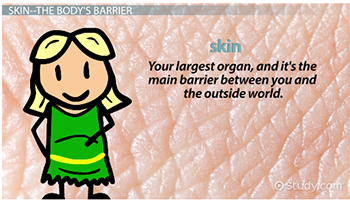 SKIN--THE BODY'S BARRIER
skin
Your largest organ, and it's the
main barrier between you and
the outside world.
Study.com